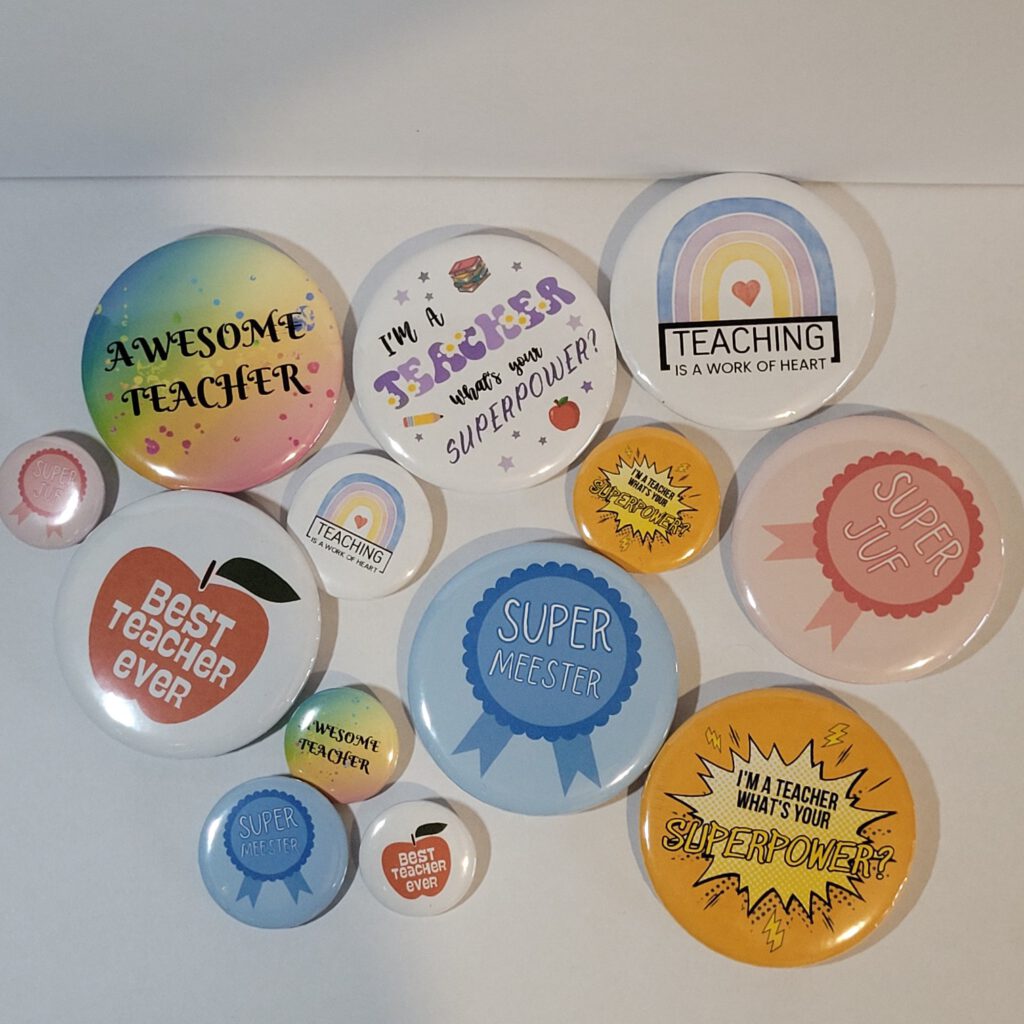 AWESOME
TEACHER
I'M A
TEACHER
what's your
SUPERPOWER?
TEACHING
IS A WORK OF HEART
SUPER
JUF
TEACHING
IS A WORK OF HEART
I'M A TEACHER
WHAT'S YOUR
SUPERPOWER?
SUPER
JUF
BEST
TEACHER
EVER
SUPER
MEESTER
AWESOME
TEACHER
I'M A TEACHER
WHAT'S YOUR
SUPERPOWER?
SUPER
MEESTER
BEST
TEACHER
EVER